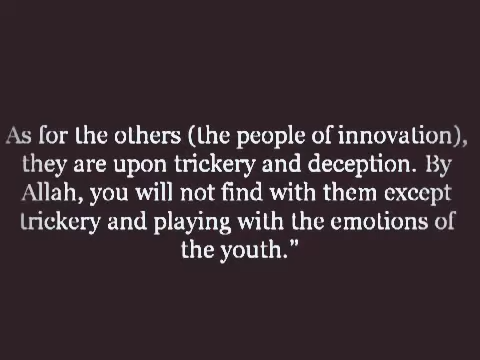 As for the others (the people of innovation),
they are upon trickery and deception. By
Allah, you will not find with them except
trickery and playing with the emotions of
the youth."